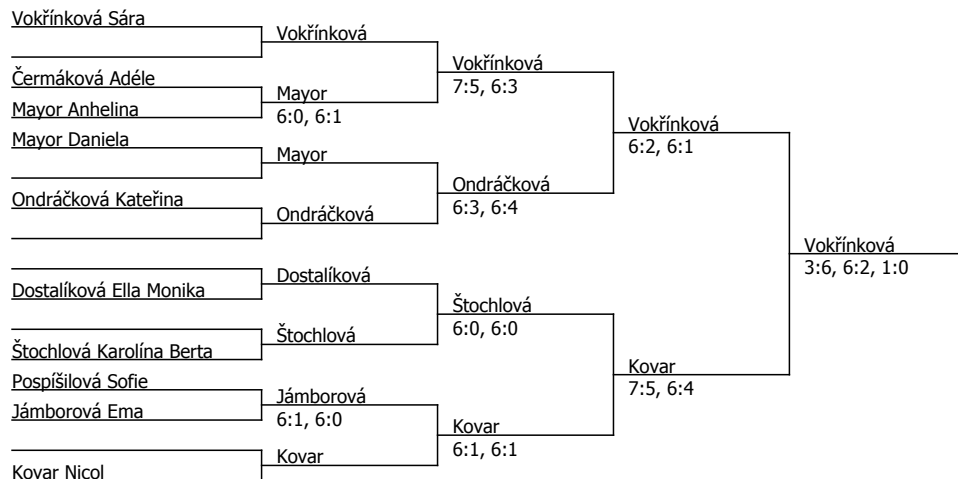 Vokřínková Sára
Čermáková Adéle
Mayor Anhelina
Mayor Daniela
Ondráčková Kateřina
Dostalíková Ella Monika
Štochlová Karolína Berta
Pospíšilová Sofie
Jámborová Ema
Kovar Nicol
Vokřínková
Mayor
6:0, 6:1
Mayor
Ondráčková
Dostalíková
Štochlová
Jámborová
6:1, 6:0
Kovar
Vokřínková
7:5, 6:3
Ondráčková
6:3, 6:4
Štochlová
6:0, 6:0
Kovar
6:1, 6:1
Vokřínková
6:2, 6:1
Kovar
7:5, 6:4
Vokřínková
3:6, 6:2, 1:0